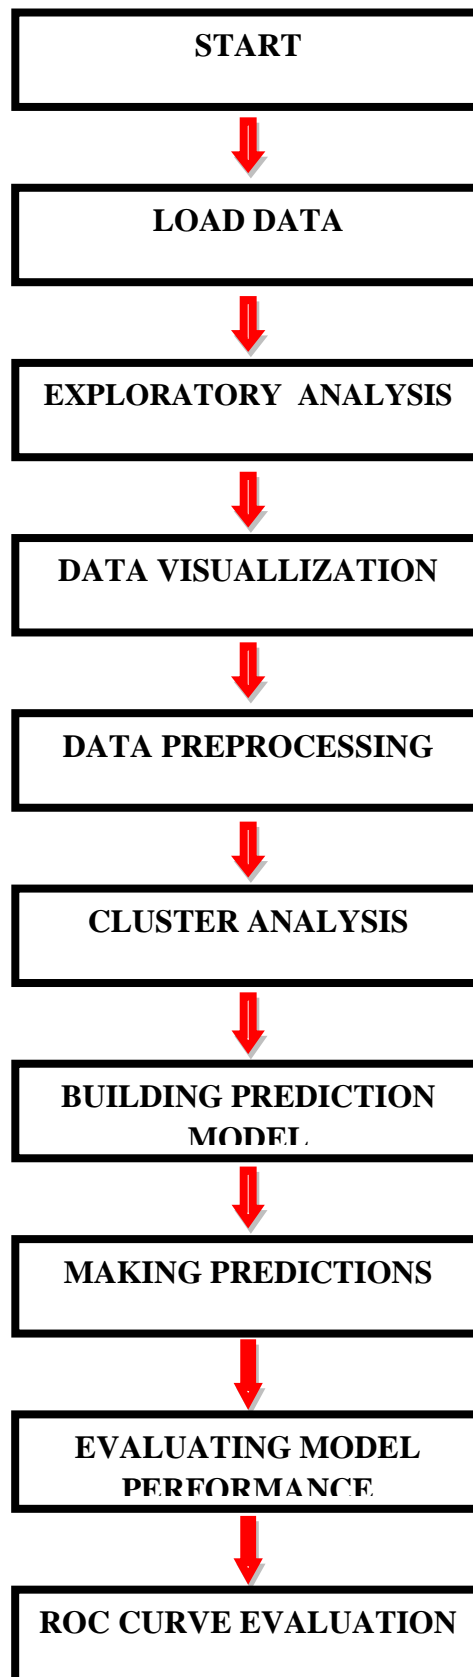 START
LOAD DATA
EXPLORATORY ANALYSIS
DATA VISUALLIZATION
DATA PREPROCESSING
CLUSTER ANALYSIS
BUILDING PREDICTION
MODEL
MAKING PREDICTIONS
EVALUATING MODEL
PERFORMANCE
ROC CURVE EVALUATION